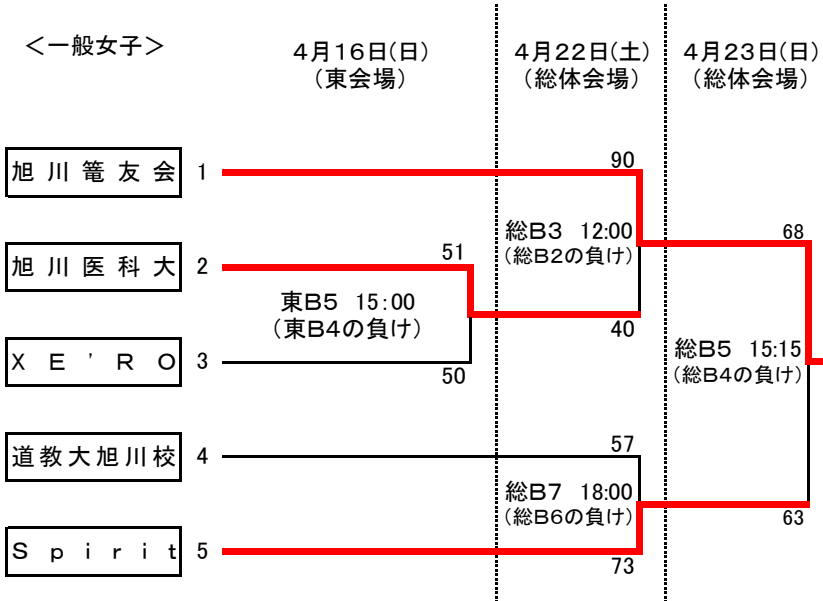 ＜一般女子＞
４月16日(日)
（東会場）
４月２２日(土)
（総体会場）
４月２３日(日)
（総体会場）
旭川篭友会 1
90
総Ｂ３ 12:00
（総Ｂ２の負け）
68
旭川医科大 2
51
東Ｂ５ 15:00
（東Ｂ４の負け）
40
ＸＥ’ＲＯ 3
50
総Ｂ５ 15:15
（総Ｂ４の負け）
道教大旭川校 4
57
総Ｂ７ 18:00
（総Ｂ６の負け）
63
Ｓｐｉｒｉｔ 5
73